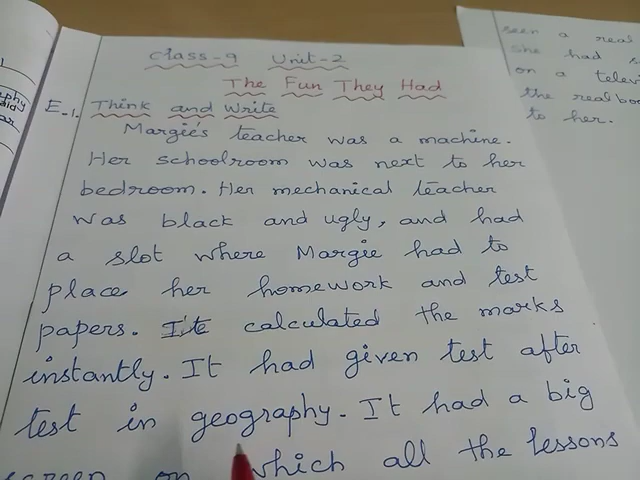 Class-9 Unit-2
The Fun They Had
E-1. Think and Write
Margie's teacher was a machine.
Her schoolroom was next to her
bedroom. Her mechanical teacher
was black and ugly, and had
a slot where Margie had to
place her homework and test
papers. It calculated the marks
instantly. It had given test after
test in geography. It had a big
screen on which all the lessons
seen a real
she had
on a
the real
to her.